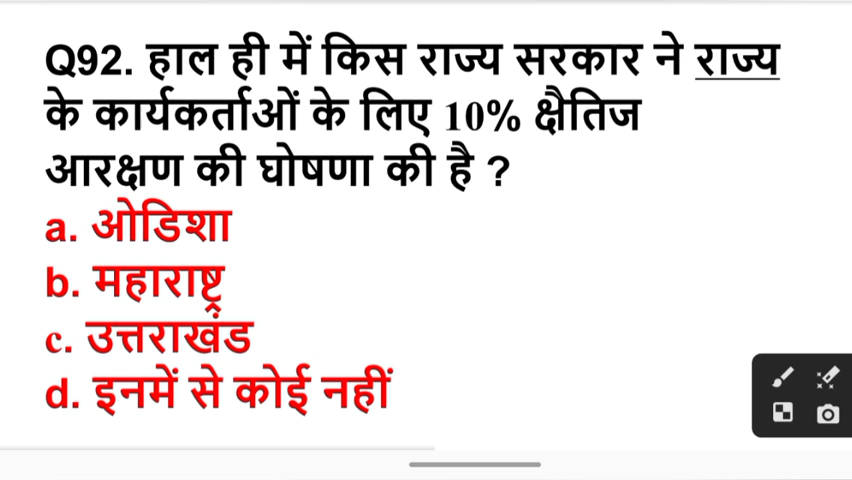 Q92. हाल ही में किस राज्य सरकार ने राज्य
के कार्यकर्ताओं के लिए 10% क्षैतिज
आरक्षण की घोषणा की है ?
a. ओडिशा
b. महाराष्ट्र
c. उत्तराखंड
d. इनमें से कोई नहीं